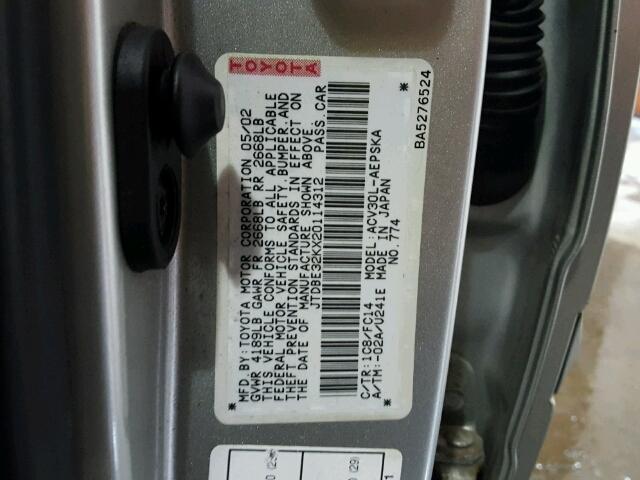 TOYOTA
MFD.BY:TOYOTA MOTOR CORPORATION 05/02
GVWR 4189LB GAWR FR 2668LB RR 2668LB
THIS VEHICLE CONFORMS TO ALL APPLICABLE
FEDERAL MOTOR VEHICLE SAFETY, BUMPER, AND
THEFT PREVENTION STANDARDS IN EFFECT ON
THE DATE OF MANUFACTURE SHOWN ABOVE.
JTDBE32KX20114312 PASS.CAR
C/TR:1C8/FC14 MODEL:ACV30L-AEPSKA
A/TM:-02A/U241E MADE IN JAPAN
NO.774
* *
BA5276524
(29)